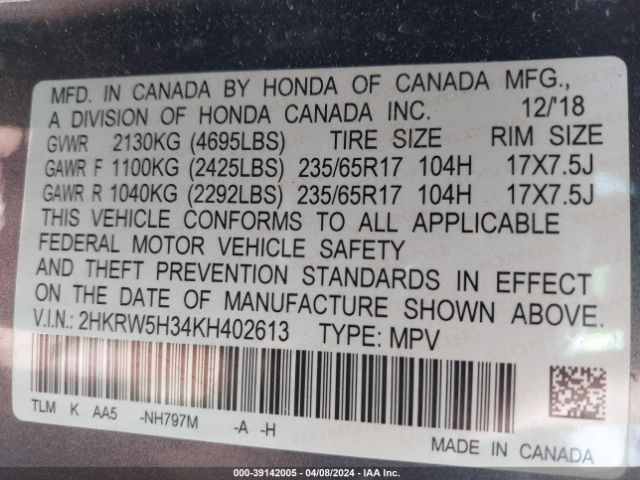 MFD. IN CANADA BY HONDA OF CANADA MFG.,
A DIVISION OF HONDA CANADA INC. 12/'18
GVWR 2130KG (4695LBS) TIRE SIZE RIM SIZE
GAWR F 1100KG (2425LBS) 235/65R17 104H 17X7.5J
GAWR R 1040KG (2292LBS) 235/65R17 104H 17X7.5J
THIS VEHICLE CONFORMS TO ALL APPLICABLE
FEDERAL MOTOR VEHICLE SAFETY
AND THEFT PREVENTION STANDARDS IN EFFECT
ON THE DATE OF MANUFACTURE SHOWN ABOVE.
V.I.N.: 2HKRW5H34KH402613 TYPE: MPV
TLM K AA5 -NH797M -A -H
MADE IN CANADA
000-39142005 - 04/08/2024 - IAA Inc.